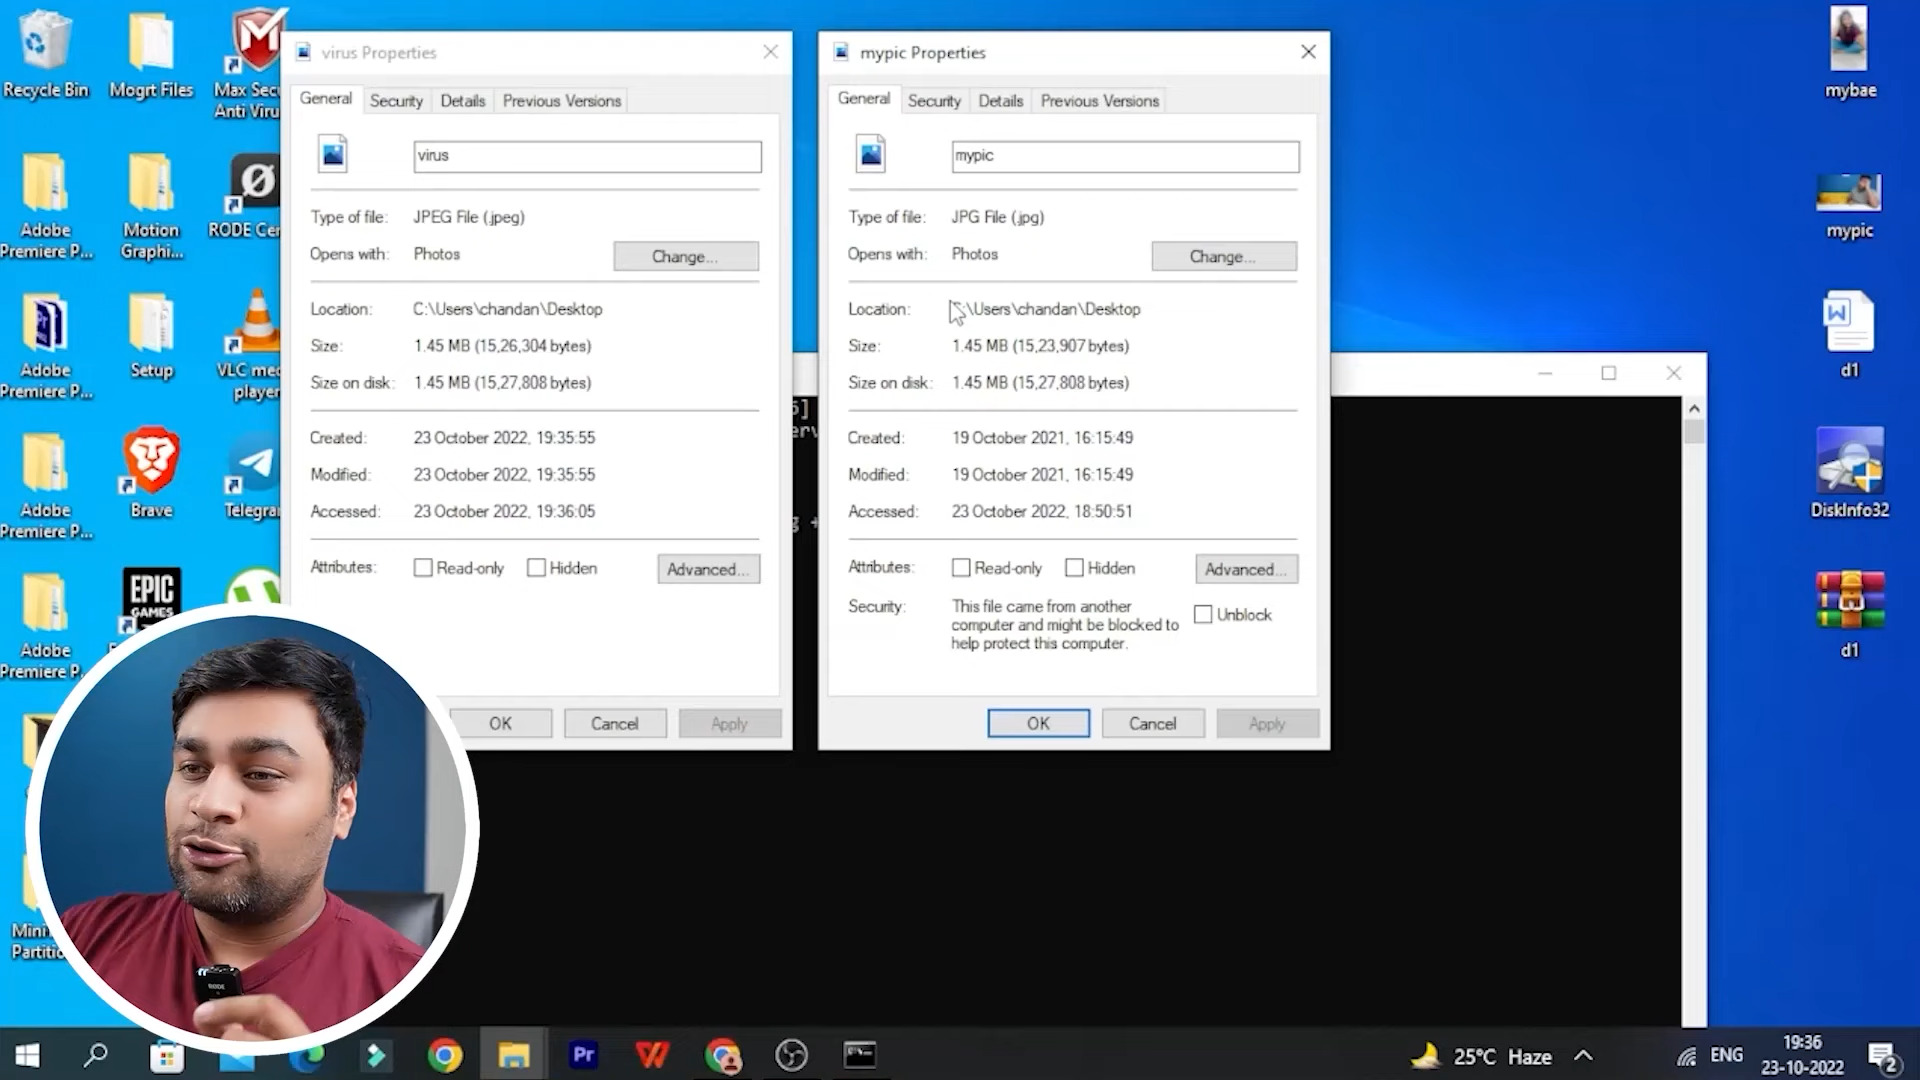 Recycle Bin
Mogrt Files
Max Secu
Anti Viru
Adobe
Premiere P...
Motion
Graphi...
RODE Cen
Adobe
Premiere P...
Setup
VLC med
player
Adobe
Premiere P...
Brave
Telegram
Adobe
Premiere P
EPIC
GAMES
Mini
Partitio
virus Properties
General
Security
Details
Previous Versions
virus
Type of file:
JPEG File (.jpeg)
Opens with:
Photos
Change...
Location:
C:\Users\chandan\Desktop
Size:
1.45 MB (15,26,304 bytes)
Size on disk:
1.45 MB (15,27,808 bytes)
Created:
23 October 2022, 19:35:55
Modified:
23 October 2022, 19:35:55
Accessed:
23 October 2022, 19:36:05
Attributes:
Read-only
Hidden
Advanced...
OK
Cancel
Apply
mypic Properties
General
Security
Details
Previous Versions
mypic
Type of file:
JPG File (.jpg)
Opens with:
Photos
Change...
Location:
C:\Users\chandan\Desktop
Size:
1.45 MB (15,23,907 bytes)
Size on disk:
1.45 MB (15,27,808 bytes)
Created:
19 October 2021, 16:15:49
Modified:
19 October 2021, 16:15:49
Accessed:
23 October 2022, 18:50:51
Attributes:
Read-only
Hidden
Advanced...
Security:
This file came from another
computer and might be blocked to
help protect this computer.
Unblock
OK
Cancel
Apply
mybae
mypic
d1
DiskInfo32
d1
RODE
Pr
25°C Haze
ENG
19:36
23-10-2022
2